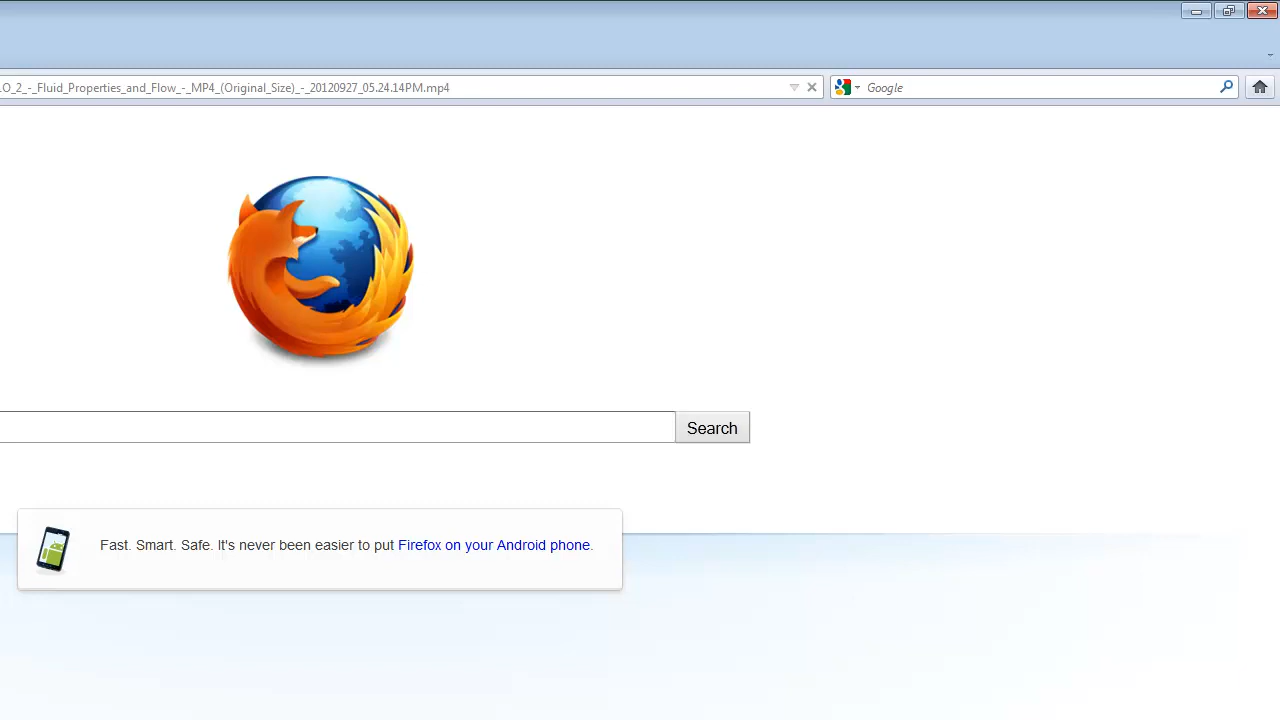 LO_2_-_Fluid_Properties_and_Flow_-_MP4_(Original_Size)_-_20120927_05.24.14PM.mp4
Google
Search
Fast. Smart. Safe. It's never been easier to put Firefox on your Android phone.